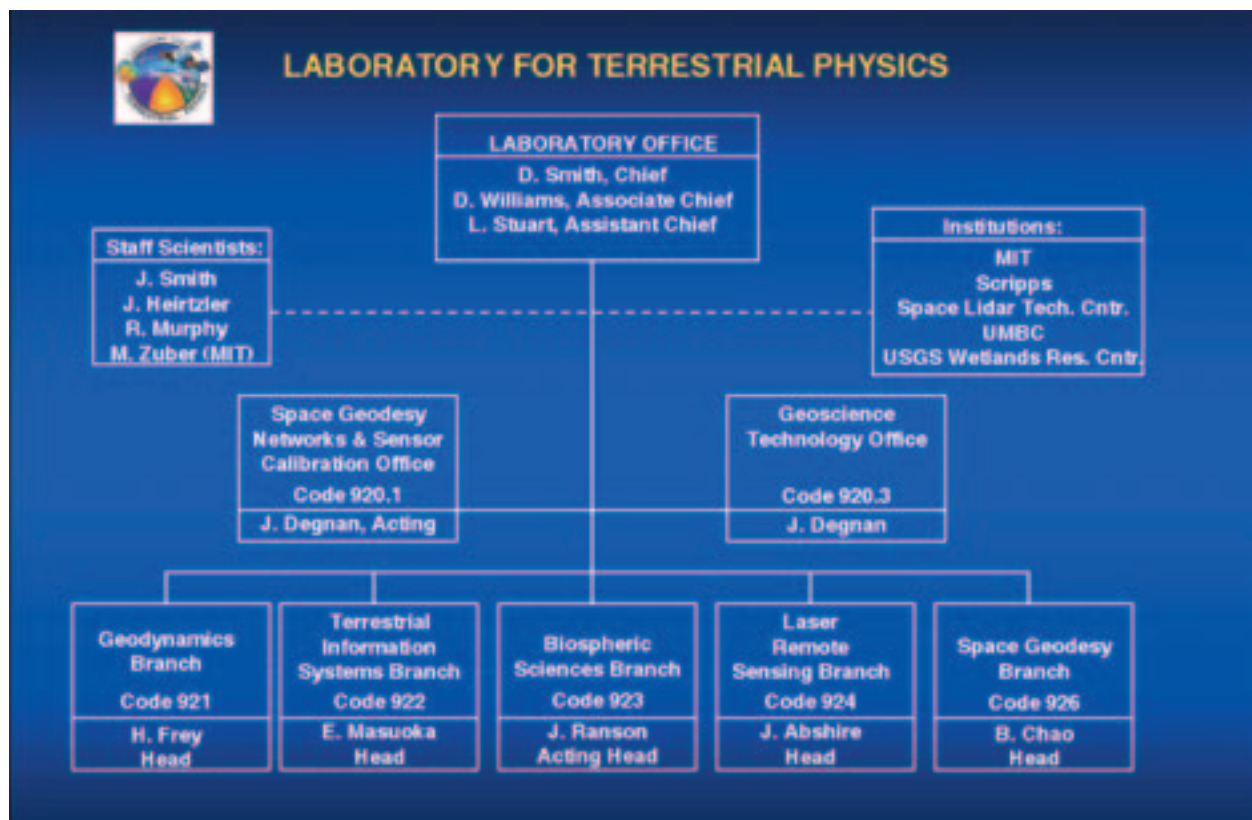 LABORATORY FOR TERRESTRIAL PHYSICS
LABORATORY OFFICE
D. Smith, Chief
D. Williams, Associate Chief
L. Stuart, Assistant Chief
Staff Scientists:
J. Smith
J. Heirtzler
R. Murphy
M. Zuber (MIT)
Institutions:
MIT
Scripps
Space Lidar Tech. Cntr.
UMBC
USGS Wetlands Res. Cntr.
Space Geodesy
Networks & Sensor
Calibration Office
Code 920.1
J. Degnan, Acting
Geoscience
Technology Office
Code 920.3
J. Degnan
Geodynamics
Branch
Code 921
H. Frey
Head
Terrestrial
Information
Systems Branch
Code 922
E. Masuoka
Head
Biospheric
Sciences Branch
Code 923
J. Ranson
Acting Head
Laser
Remote
Sensing Branch
Code 924
J. Abshire
Head
Space Geodesy
Branch
Code 926
B. Chao
Head